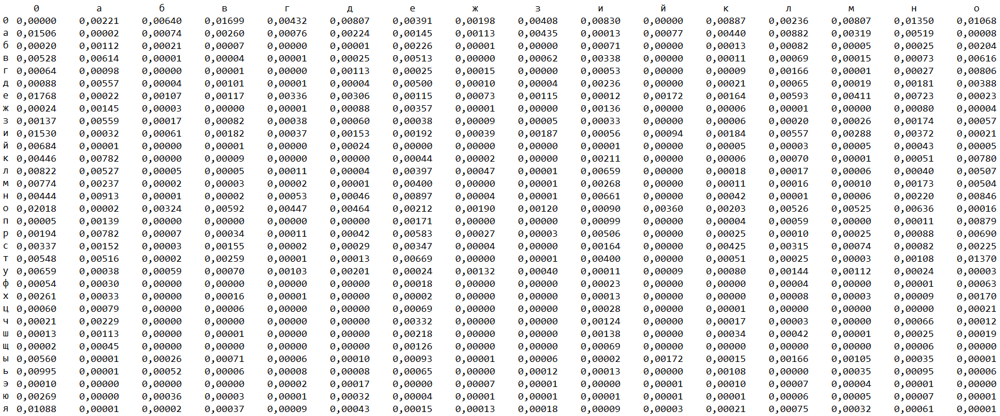 0 а б в г д е ж з и й к л м н о
0 0,00000 0,00221 0,00640 0,01699 0,00432 0,00807 0,00391 0,00198 0,00408 0,00830 0,00000 0,00887 0,00236 0,00807 0,01350 0,01068
а 0,01506 0,00002 0,00074 0,00260 0,00076 0,00224 0,00145 0,00113 0,00435 0,00013 0,00077 0,00440 0,00882 0,00319 0,00519 0,00008
б 0,00020 0,00112 0,00021 0,00007 0,00000 0,00001 0,00226 0,00001 0,00000 0,00071 0,00000 0,00013 0,00082 0,00005 0,00025 0,00204
в 0,00528 0,00614 0,00001 0,00004 0,00001 0,00025 0,00513 0,00000 0,00062 0,00338 0,00000 0,00011 0,00069 0,00015 0,00073 0,00616
г 0,00064 0,00098 0,00000 0,00001 0,00000 0,00113 0,00025 0,00015 0,00000 0,00053 0,00000 0,00009 0,00166 0,00001 0,00027 0,00806
д 0,00088 0,00557 0,00004 0,00101 0,00001 0,00004 0,00500 0,00010 0,00004 0,00236 0,00000 0,00021 0,00065 0,00019 0,00181 0,00388
е 0,01768 0,00022 0,00107 0,00117 0,00336 0,00306 0,00115 0,00073 0,00115 0,00012 0,00172 0,00164 0,00593 0,00411 0,00723 0,00023
ж 0,00024 0,00145 0,00003 0,00000 0,00001 0,00088 0,00357 0,00001 0,00000 0,00136 0,00000 0,00006 0,00001 0,00000 0,00080 0,00004
з 0,00137 0,00559 0,00017 0,00082 0,00038 0,00060 0,00038 0,00009 0,00005 0,00033 0,00000 0,00006 0,00020 0,00026 0,00174 0,00057
и 0,01530 0,00032 0,00061 0,00182 0,00037 0,00153 0,00192 0,00039 0,00187 0,00056 0,00094 0,00184 0,00557 0,00288 0,00372 0,00021
й 0,00684 0,00001 0,00000 0,00001 0,00000 0,00024 0,00000 0,00000 0,00000 0,00001 0,00000 0,00005 0,00003 0,00005 0,00043 0,00005
к 0,00446 0,00782 0,00000 0,00009 0,00000 0,00000 0,00044 0,00002 0,00000 0,00211 0,00000 0,00006 0,00070 0,00001 0,00051 0,00780
л 0,00822 0,00527 0,00005 0,00005 0,00011 0,00004 0,00397 0,00047 0,00001 0,00659 0,00000 0,00018 0,00017 0,00006 0,00040 0,00507
м 0,00774 0,00237 0,00002 0,00003 0,00002 0,00001 0,00400 0,00000 0,00001 0,00268 0,00000 0,00011 0,00016 0,00010 0,00173 0,00504
н 0,00444 0,00913 0,00001 0,00002 0,00053 0,00046 0,00897 0,00004 0,00001 0,00661 0,00000 0,00042 0,00001 0,00006 0,00220 0,00846
о 0,02018 0,00002 0,00324 0,00592 0,00447 0,00464 0,00212 0,00190 0,00120 0,00090 0,00360 0,00203 0,00526 0,00525 0,00636 0,00016
п 0,00005 0,00139 0,00000 0,00000 0,00000 0,00000 0,00171 0,00000 0,00000 0,00099 0,00000 0,00004 0,00059 0,00000 0,00011 0,00879
р 0,00194 0,00782 0,00007 0,00034 0,00011 0,00042 0,00583 0,00027 0,00003 0,00506 0,00000 0,00025 0,00010 0,00025 0,00088 0,00690
с 0,00337 0,00152 0,00003 0,00155 0,00002 0,00029 0,00347 0,00004 0,00000 0,00164 0,00000 0,00425 0,00315 0,00074 0,00082 0,00225
т 0,00548 0,00516 0,00002 0,00259 0,00001 0,00013 0,00669 0,00000 0,00001 0,00400 0,00000 0,00051 0,00025 0,00003 0,00108 0,01370
у 0,00659 0,00038 0,00059 0,00070 0,00103 0,00201 0,00024 0,00132 0,00040 0,00011 0,00009 0,00080 0,00144 0,00112 0,00024 0,00003
ф 0,00054 0,00030 0,00000 0,00000 0,00000 0,00000 0,00018 0,00000 0,00000 0,00023 0,00000 0,00000 0,00004 0,00000 0,00001 0,00063
х 0,00261 0,00033 0,00000 0,00016 0,00001 0,00000 0,00002 0,00000 0,00000 0,00013 0,00000 0,00000 0,00008 0,00003 0,00009 0,00170
ц 0,00060 0,00079 0,00000 0,00006 0,00000 0,00000 0,00069 0,00000 0,00000 0,00028 0,00000 0,00001 0,00000 0,00000 0,00000 0,00021
ч 0,00021 0,00229 0,00000 0,00000 0,00000 0,00000 0,00332 0,00000 0,00000 0,00124 0,00000 0,00017 0,00003 0,00000 0,00066 0,00012
ш 0,00013 0,00113 0,00000 0,00001 0,00000 0,00000 0,00218 0,00000 0,00000 0,00138 0,00000 0,00034 0,00042 0,00001 0,00025 0,00019
щ 0,00002 0,00045 0,00000 0,00000 0,00000 0,00000 0,00126 0,00000 0,00000 0,00069 0,00000 0,00000 0,00000 0,00000 0,00006 0,00000
ы 0,00560 0,00001 0,00026 0,00071 0,00006 0,00010 0,00093 0,00001 0,00006 0,00002 0,00172 0,00015 0,00166 0,00105 0,00035 0,00001
ь 0,00995 0,00001 0,00052 0,00006 0,00008 0,00008 0,00065 0,00000 0,00012 0,00013 0,00000 0,00108 0,00000 0,00035 0,00095 0,00006
э 0,00010 0,00000 0,00000 0,00000 0,00002 0,00017 0,00000 0,00007 0,00001 0,00000 0,00001 0,00010 0,00007 0,00004 0,00001 0,00000
ю 0,00269 0,00000 0,00036 0,00003 0,00001 0,00032 0,00004 0,00001 0,00001 0,00001 0,00001 0,00001 0,00006 0,00005 0,00007 0,00001
я 0,01088 0,00001 0,00002 0,00037 0,00009 0,00043 0,00015 0,00013 0,00018 0,00009 0,00003 0,00021 0,00075 0,00032 0,00061 0,00001